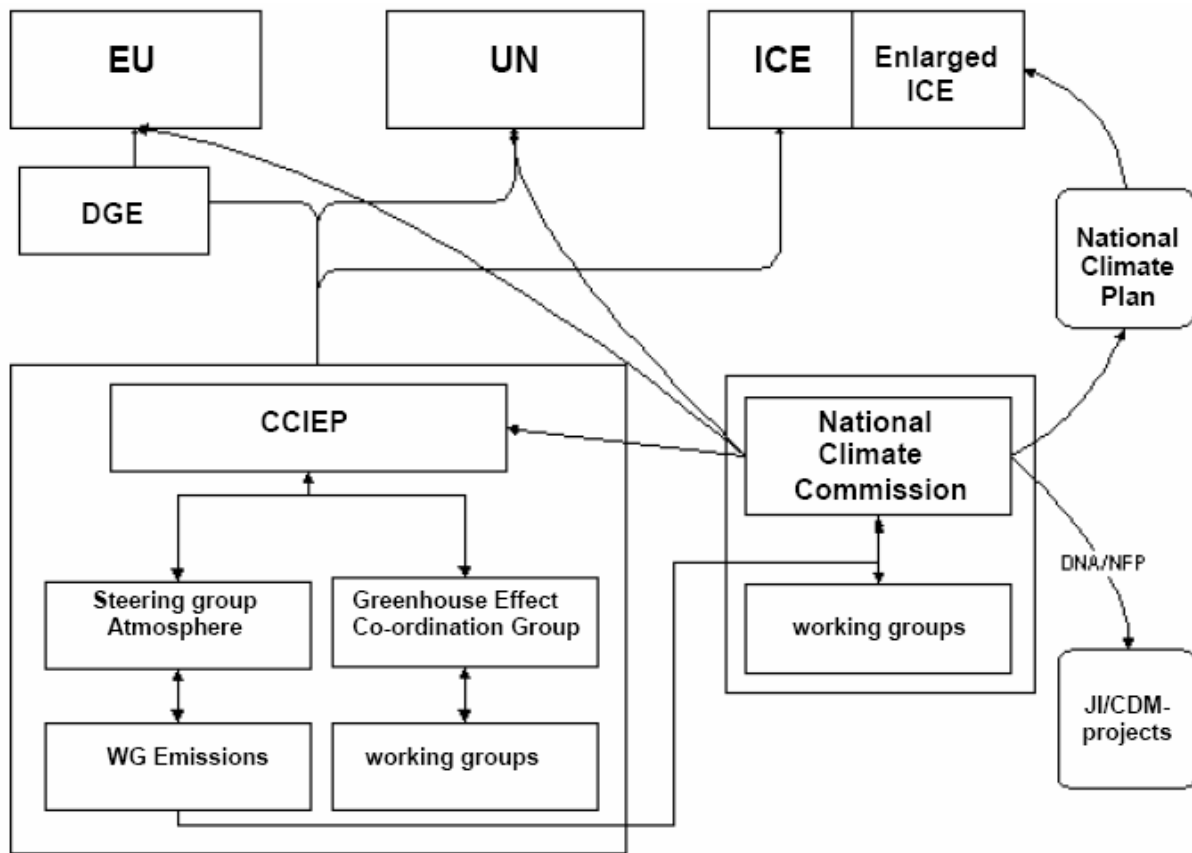 EU
UN
ICE
Enlarged
ICE
DGE
National
Climate
Plan
CCIEP
National
Climate
Commission
DNA/NFP
Steering group
Atmosphere
Greenhouse Effect
Co-ordination Group
working groups
WG Emissions
working groups
JI/CDM-
projects